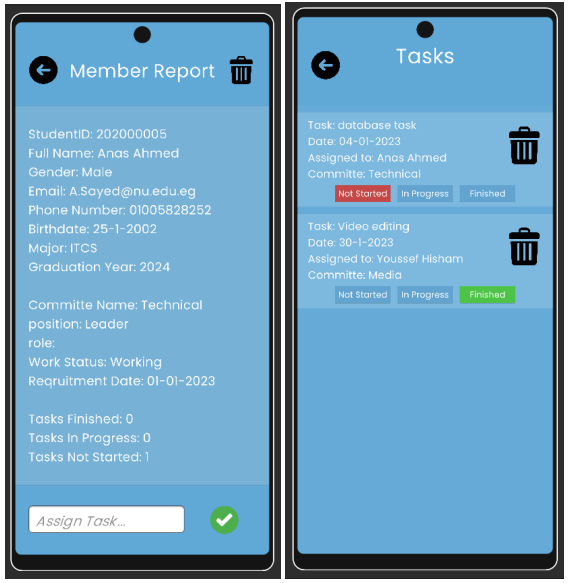 Member Report
StudentID: 202000005
Full Name: Anas Ahmed
Gender: Male
Email: A.Sayed@nu.edu.eg
Phone Number: 01005828252
Birthdate: 25-1-2002
Major: ITCS
Graduation Year: 2024
Committe Name: Technical
position: Leader
role:
Work Status: Working
Reqruitment Date: 01-01-2023
Tasks Finished: 0
Tasks In Progress: 0
Tasks Not Started: 1
Assign Task...
Tasks
Task: database task
Date: 04-01-2023
Assigned to: Anas Ahmed
Committe: Technical
Not Started In Progress Finished
Task: Video editing
Date: 30-1-2023
Assigned to: Youssef Hisham
Committe: Media
Not Started In Progress Finished